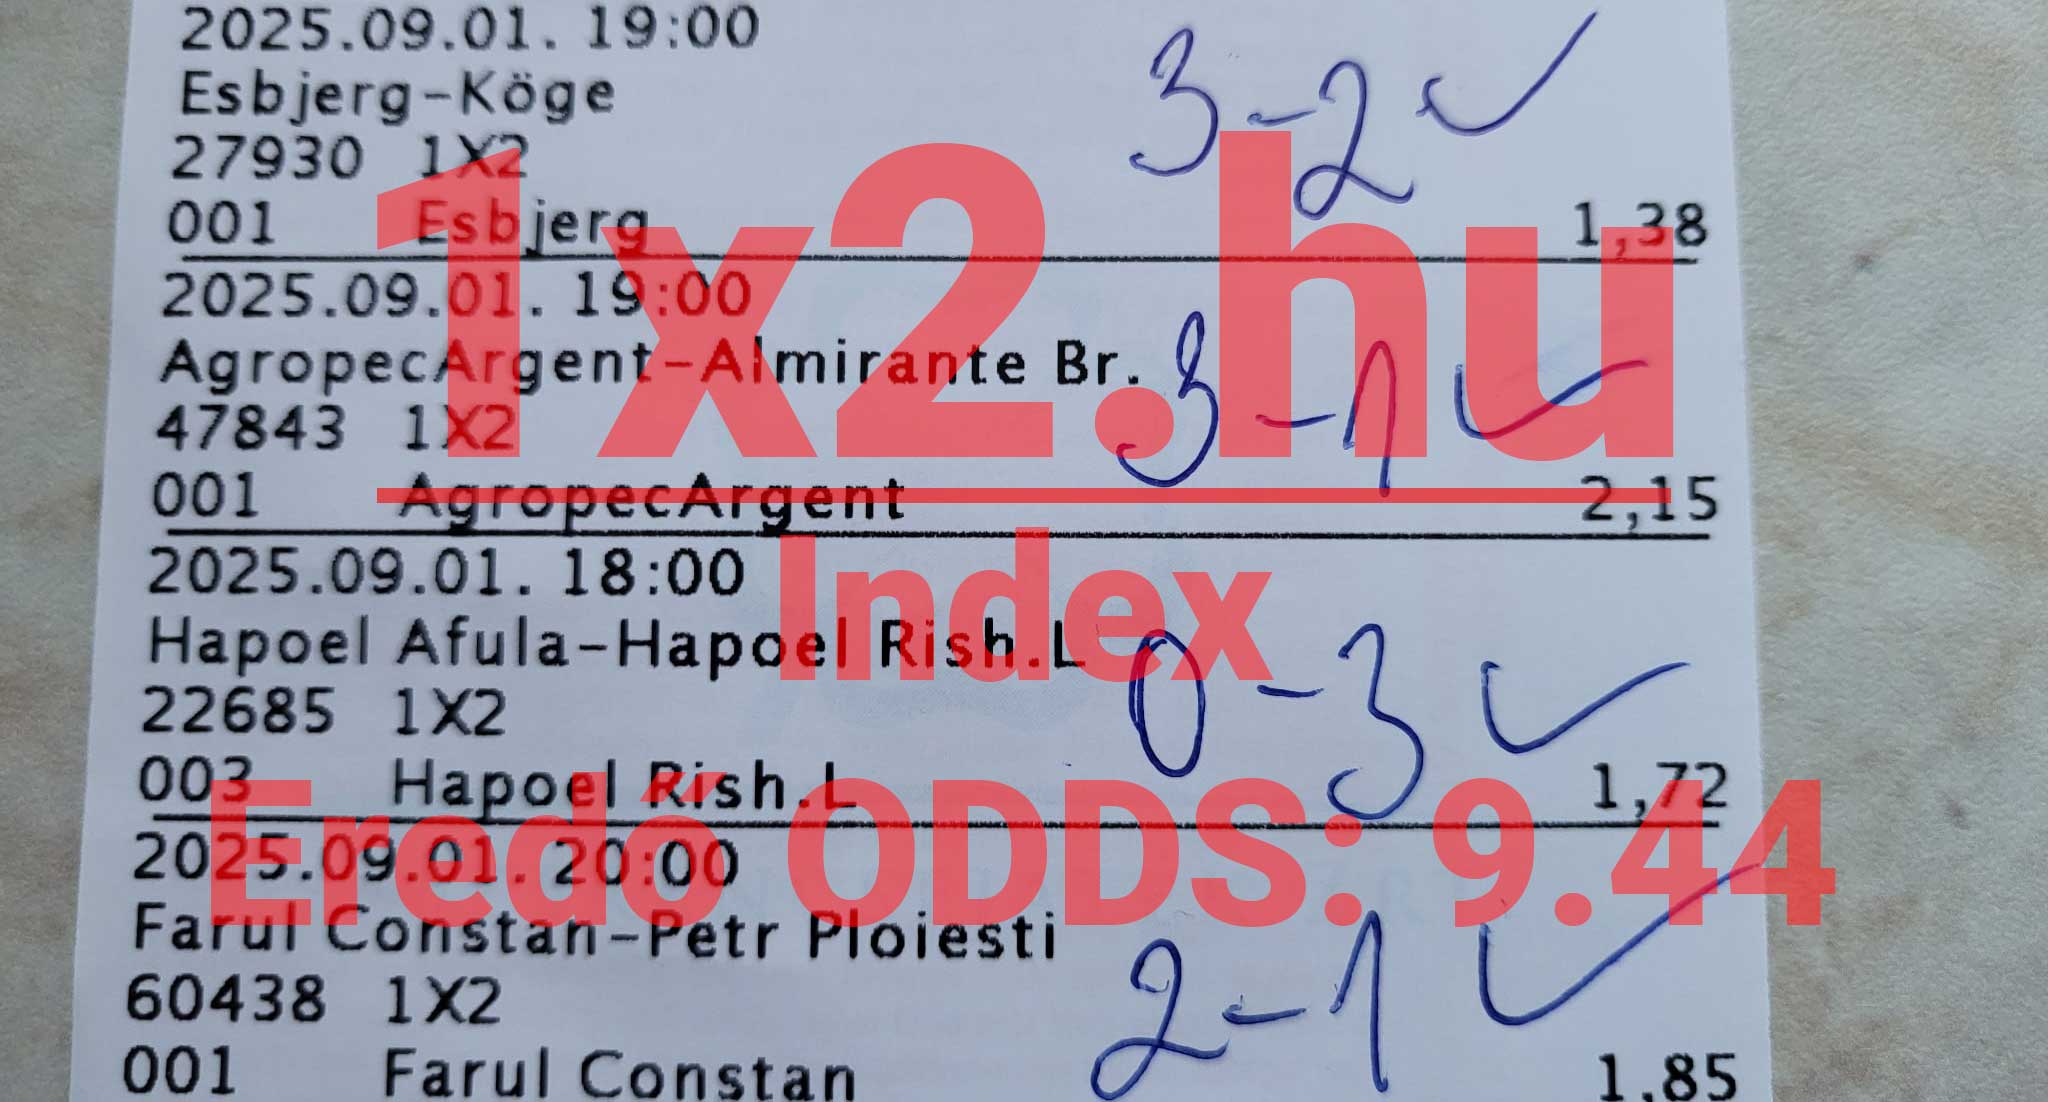 2025.09.01. 19:00
Esbjerg-Köge
3-2
27930 1X2
001 Esbjerg 1,38
2025.09.01. 19:00
AgropecArgent-Almirante Br.
3-1
47843 1X2
001 AgropecArgent 2,15
2025.09.01. 18:00
Hapoel Afula-Hapoel Rish.L
0-3
22685 1X2
003 Hapoel Rish.L 1,72
2025.09.01. 20:00
Farul Constan-Petr Ploiesti
2-1
60438 1X2
001 Farul Constan 1,85
1x2.hu
Index
Eredő ODDS: 9.44